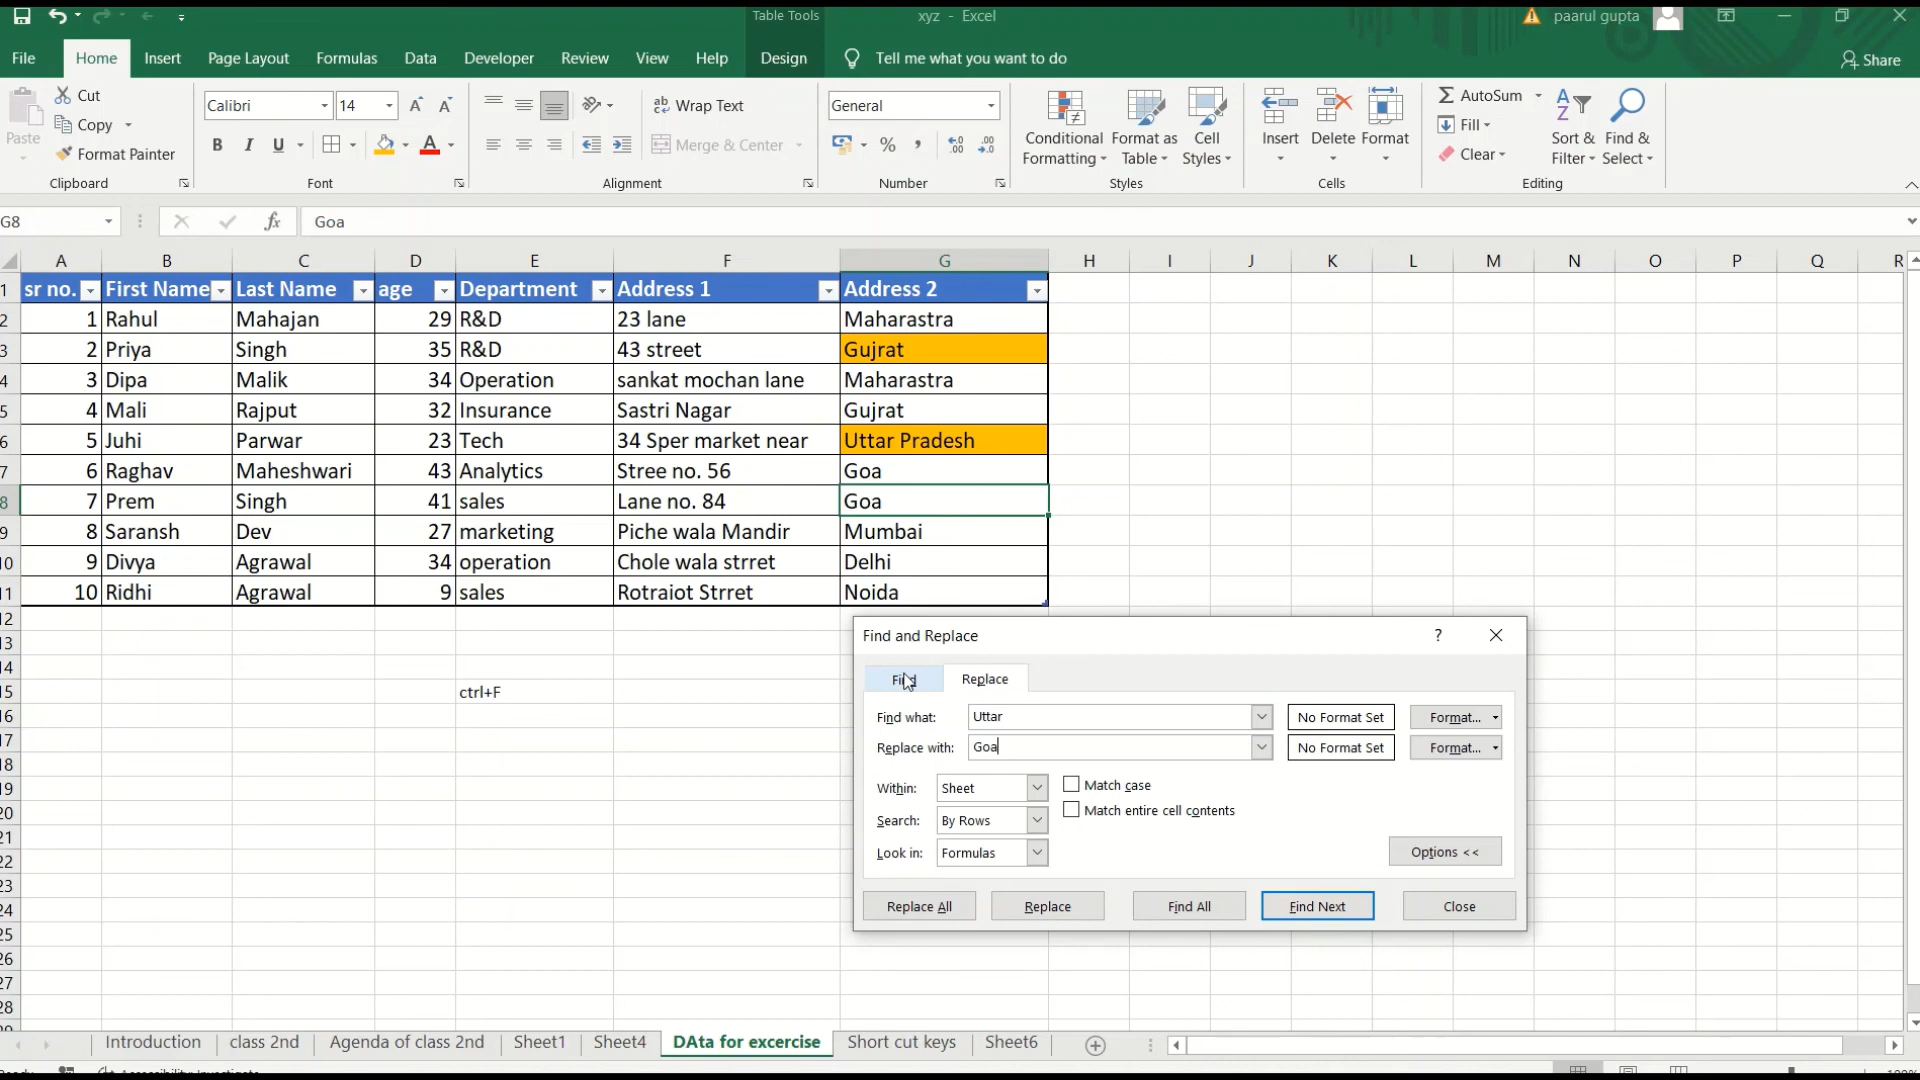 Table Tools
xyz - Excel
paarul gupta
File Home Insert Page Layout Formulas Data Developer Review View Help Design Tell me what you want to do Share
Paste
Cut
Copy
Format Painter
Clipboard
Calibri 14
B I U
Font
Wrap Text
Merge & Center
Alignment
General
%
Number
Conditional Formatting
Format as Table
Cell Styles
Styles
Insert Delete Format
Cells
AutoSum
Fill
Clear
Sort & Filter
Find & Select
Editing
G8 fx Goa
A B C D E F G H I J K L M N O P Q R
1 sr no. First Name Last Name age Department Address 1 Address 2
2 1 Rahul Mahajan 29 R&D 23 lane Maharastra
3 2 Priya Singh 35 R&D 43 street Gujrat
4 3 Dipa Malik 34 Operation sankat mochan lane Maharastra
5 4 Mali Rajput 32 Insurance Sastri Nagar Gujrat
6 5 Juhi Parwar 23 Tech 34 Sper market near Uttar Pradesh
7 6 Raghav Maheshwari 43 Analytics Stree no. 56 Goa
8 7 Prem Singh 41 sales Lane no. 84 Goa
9 8 Saransh Dev 27 marketing Piche wala Mandir Mumbai
10 9 Divya Agrawal 34 operation Chole wala strret Delhi
11 10 Ridhi Agrawal 9 sales Rotraiot Strret Noida
12
13
14
15 ctrl+F
16
17
18
19
20
21
22
23
24
25
26
27
28
Find and Replace ?
Find Replace
Find what: Uttar No Format Set Format...
Replace with: Goa No Format Set Format...
Within: Sheet Match case
Match entire cell contents
Search: By Rows
Look in: Formulas Options <<
Replace All Replace Find All Find Next Close
Introduction class 2nd Agenda of class 2nd Sheet1 Sheet4 DAta for excercise Short cut keys Sheet6